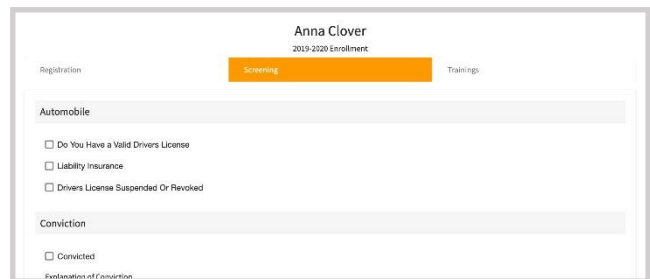 Anna Clover
2019-2020 Enrollment
Registration Screening Trainings
Automobile
Do You Have a Valid Drivers License
Liability Insurance
Drivers License Suspended Or Revoked
Conviction
Convicted
Explanation of Conviction